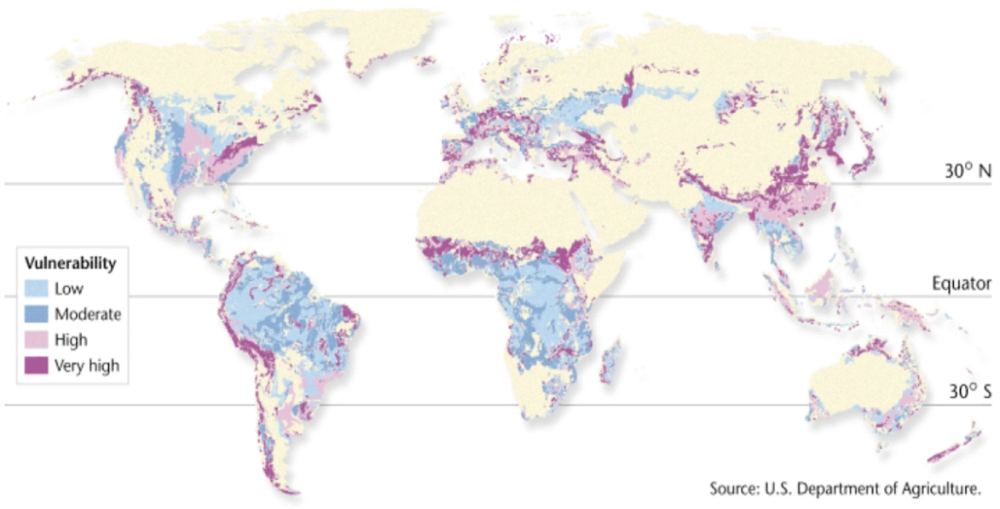 30° N
Vulnerability
Low
Equator
Moderate
High
Very high
30° S
Source: U.S. Department of Agriculture.